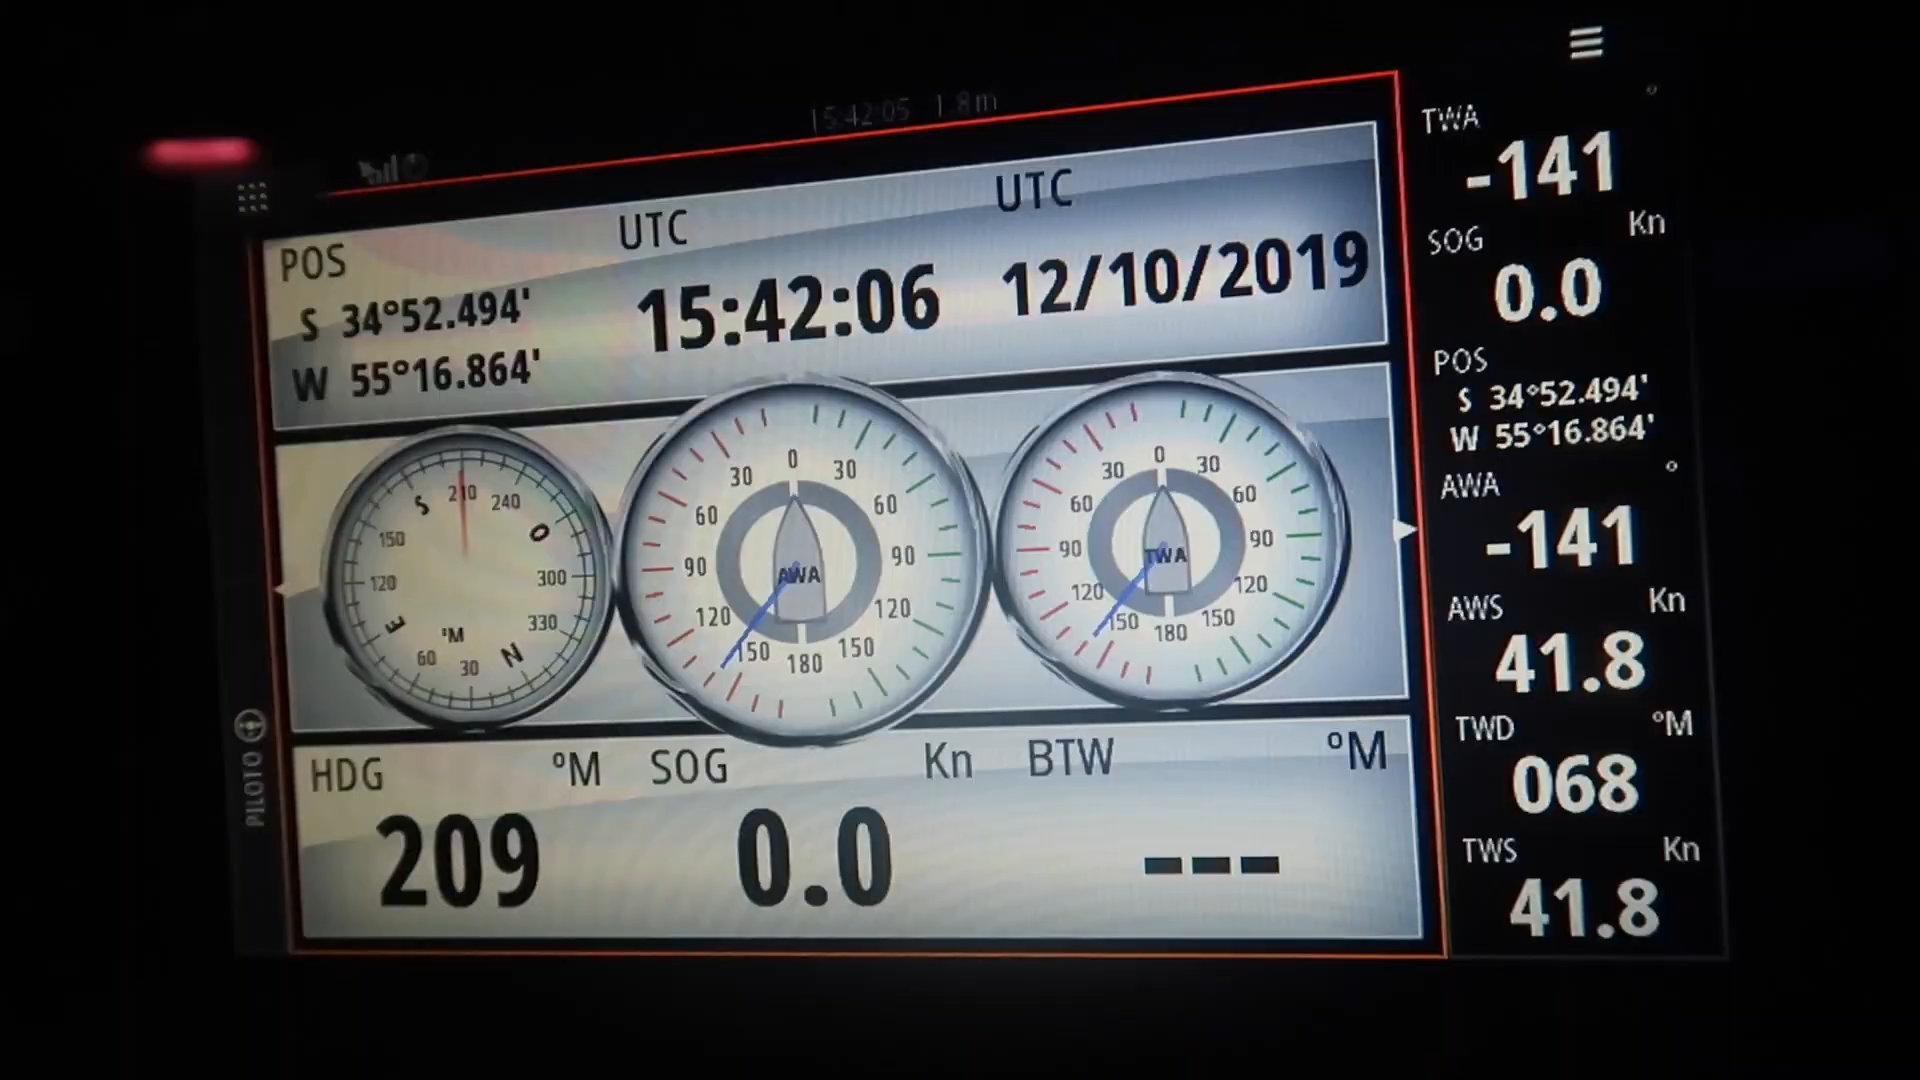 15:42:05 1.8m
POS
S 34°52.494'
W 55°16.864'
UTC
15:42:06
UTC
12/10/2019
S 210 240 O 300 330 N 30 60 E 120 150
°M
0 30 60 90 120 150 180 150 120 90 60 30
AWA
0 30 60 90 120 150 180 150 120 90 60 30
TWA
HDG °M
209
SOG Kn
0.0
BTW °M
---
PILOTO
TWA °
-141
SOG Kn
0.0
POS
S 34°52.494'
W 55°16.864'
AWA °
-141
AWS Kn
41.8
TWD °M
068
TWS Kn
41.8